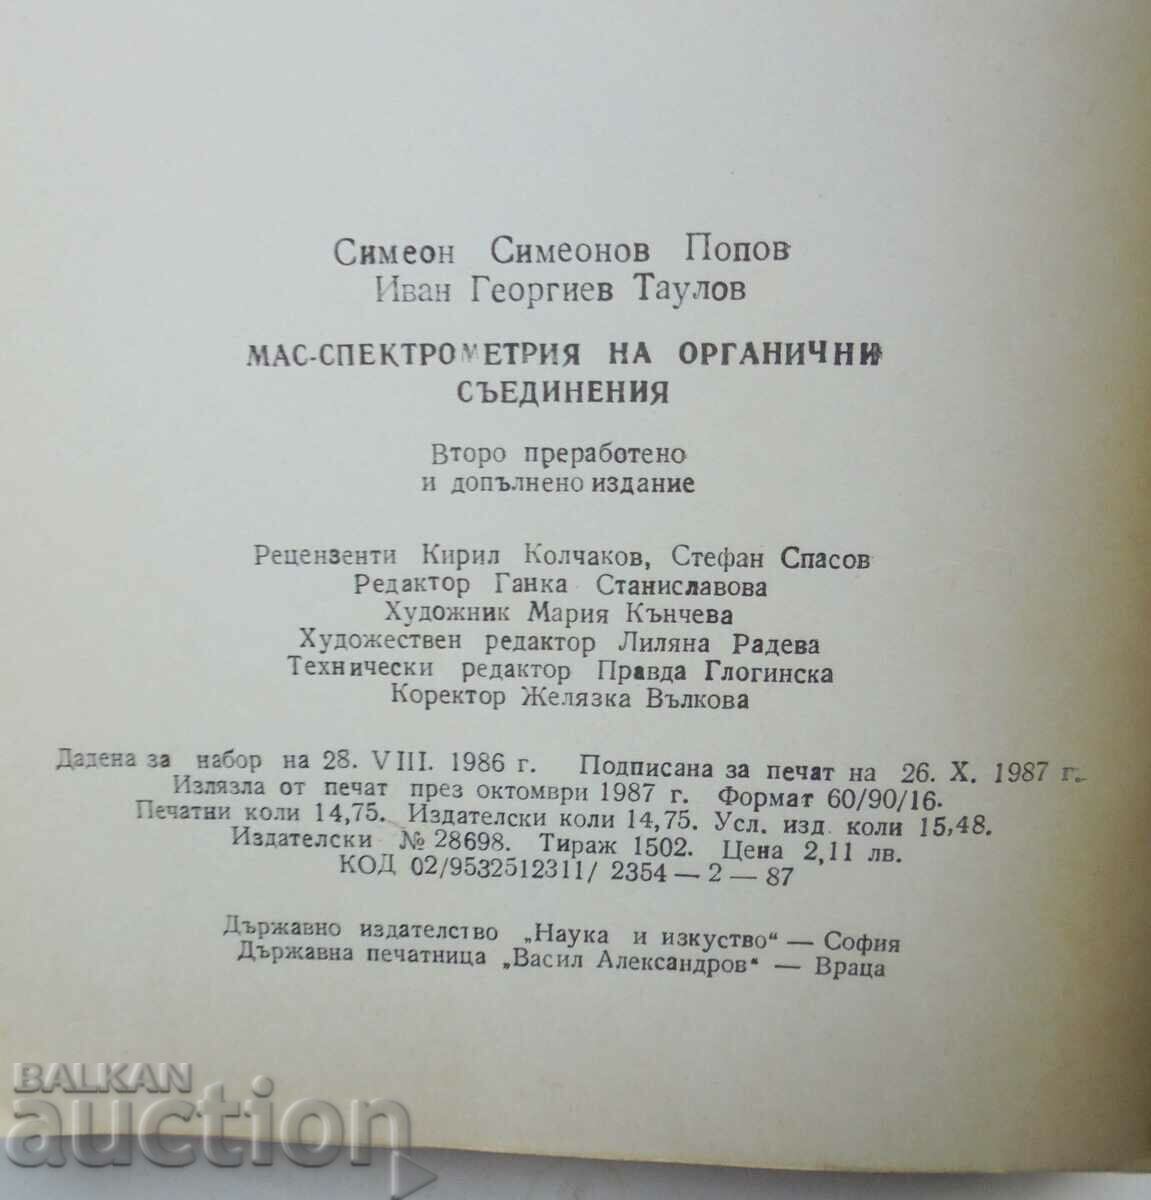 Симеон Симеонов Попов
Иван Георгиев Таулов
МАС-СПЕКТРОМЕТРИЯ НА ОРГАНИЧНИ
СЪЕДИНЕНИЯ
Второ преработено
и допълнено издание
Рецензенти Кирил Колчаков, Стефан Спасов
Редактор Ганка Станиславова
Художник Мария Кънчева
Художествен редактор Лиляна Радева
Технически редактор Правда Глогинска
Коректор Желязка Вълкова
Дадена за набор на 28. VIII. 1986 г. Подписана за печат на 26. X. 1987 г.
Излязла от печат през октомври 1987 г. Формат 60/90/16.
Печатни коли 14,75. Издателски коли 14,75. Усл. изд. коли 15,48.
Издателски № 28698. Тираж 1502. Цена 2,11 лв.
КОД 02/9532512311/ 2354 — 2 — 87
Държавно издателство „Наука и изкуство“ — София
Държавна печатница „Васил Александров“ — Враца
BALKAN
auction